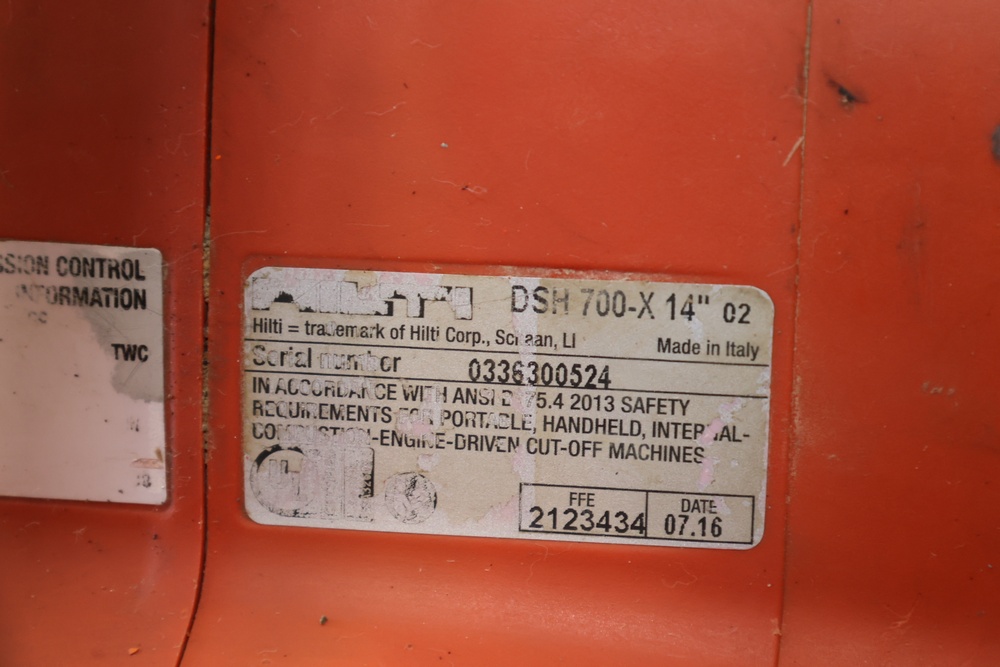 CONTROL
INFORMATION
TWC
HILTI DSH 700-X 14" 02
Hilti = trademark of Hilti Corp., Schaan, LI
Made in Italy
Serial number 0336300524
IN ACCORDANCE WITH ANSI 175.4 2013 SAFETY
REQUIREMENTS FOR PORTABLE, HANDHELD, INTERNAL-
COMBUSTION-ENGINE-DRIVEN CUT-OFF MACHINES
FFE
2123434
DATE
07.16